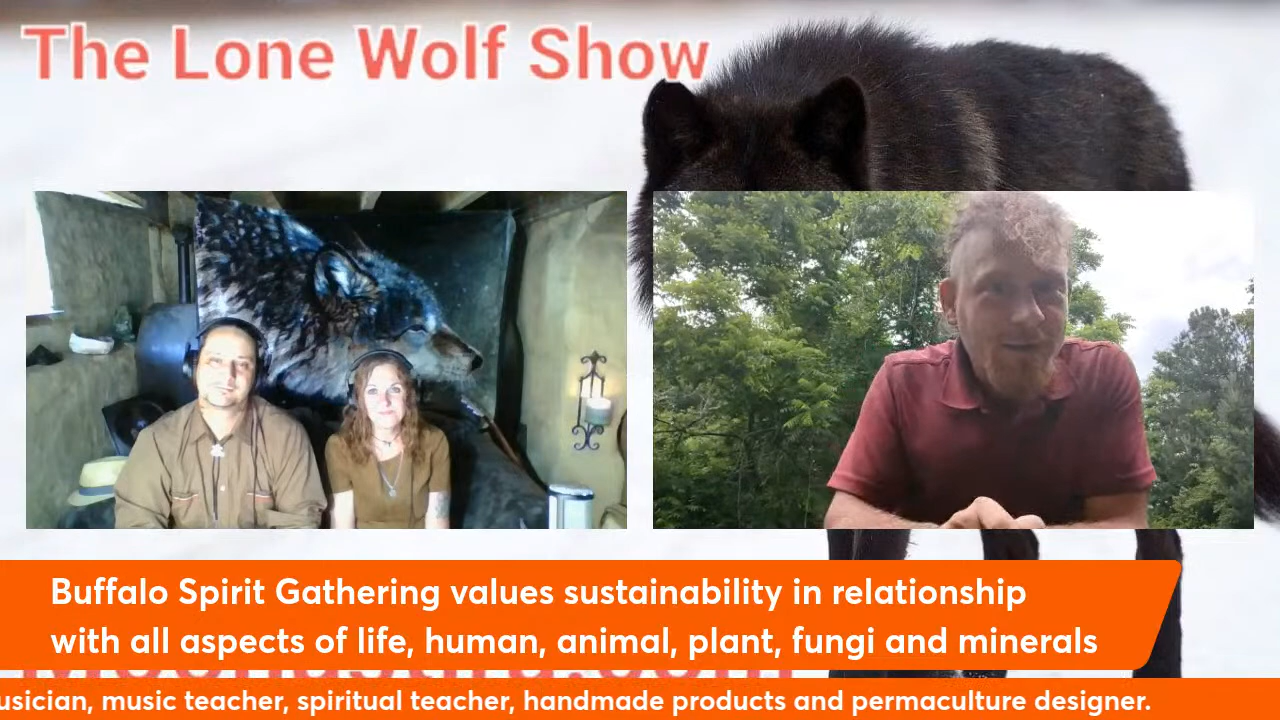 The Lone Wolf Show
Buffalo Spirit Gathering values sustainability in relationship
with all aspects of life, human, animal, plant, fungi and minerals
usician, music teacher, spiritual teacher, handmade products and permaculture designer.